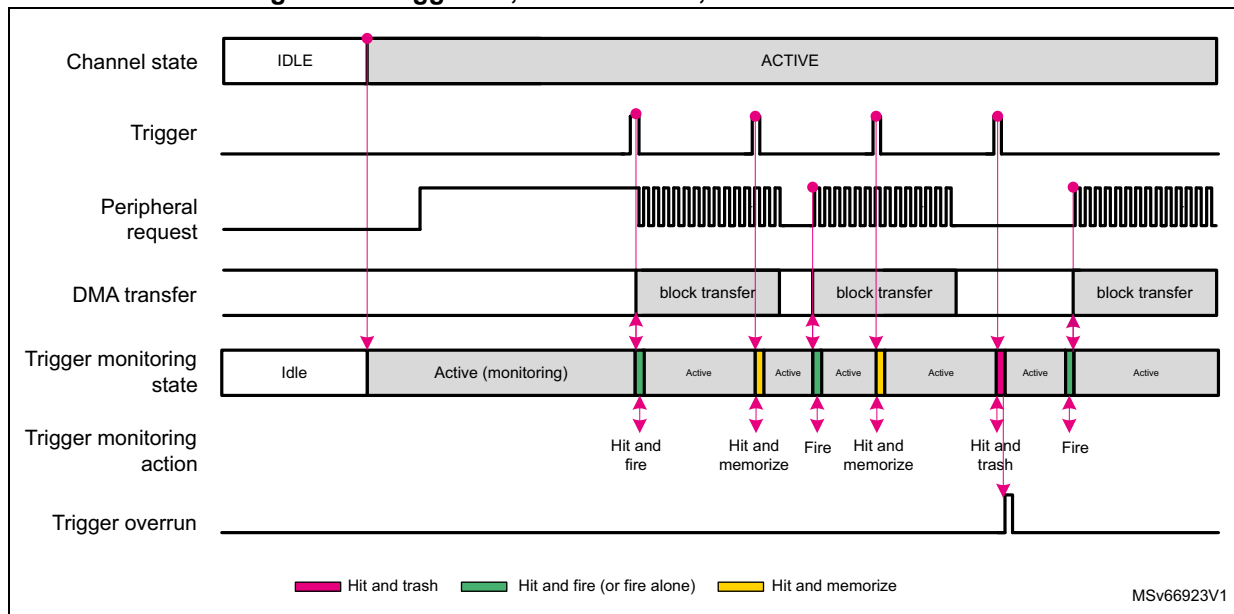 Channel state
IDLE
ACTIVE
Trigger
Peripheral
request
DMA transfer
block transfer
block transfer
block transfer
Trigger monitoring
state
Idle
Active (monitoring)
Active
Active
Active
Active
Active
Active
Trigger monitoring
action
Hit and
fire
Hit and
memorize
Fire
Hit and
memorize
Hit and
trash
Fire
Trigger overrun
Hit and trash
Hit and fire (or fire alone)
Hit and memorize
MSv66923V1